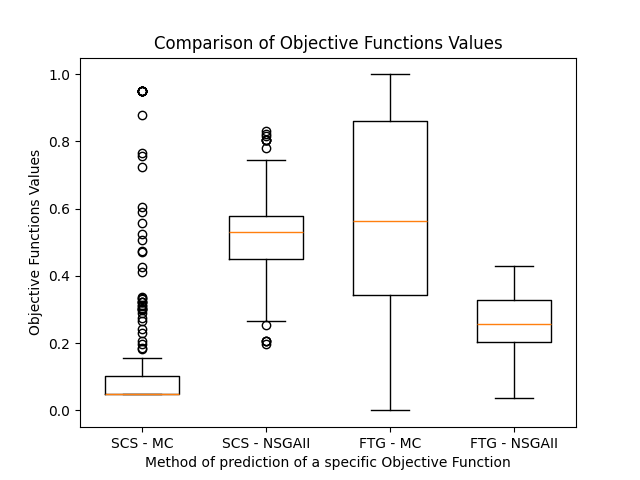 Comparison of Objective Functions Values
Objective Functions Values
1.0
0.8
0.6
0.4
0.2
0.0
SCS - MC
SCS - NSGAII
FTG - MC
FTG - NSGAII
Method of prediction of a specific Objective Function